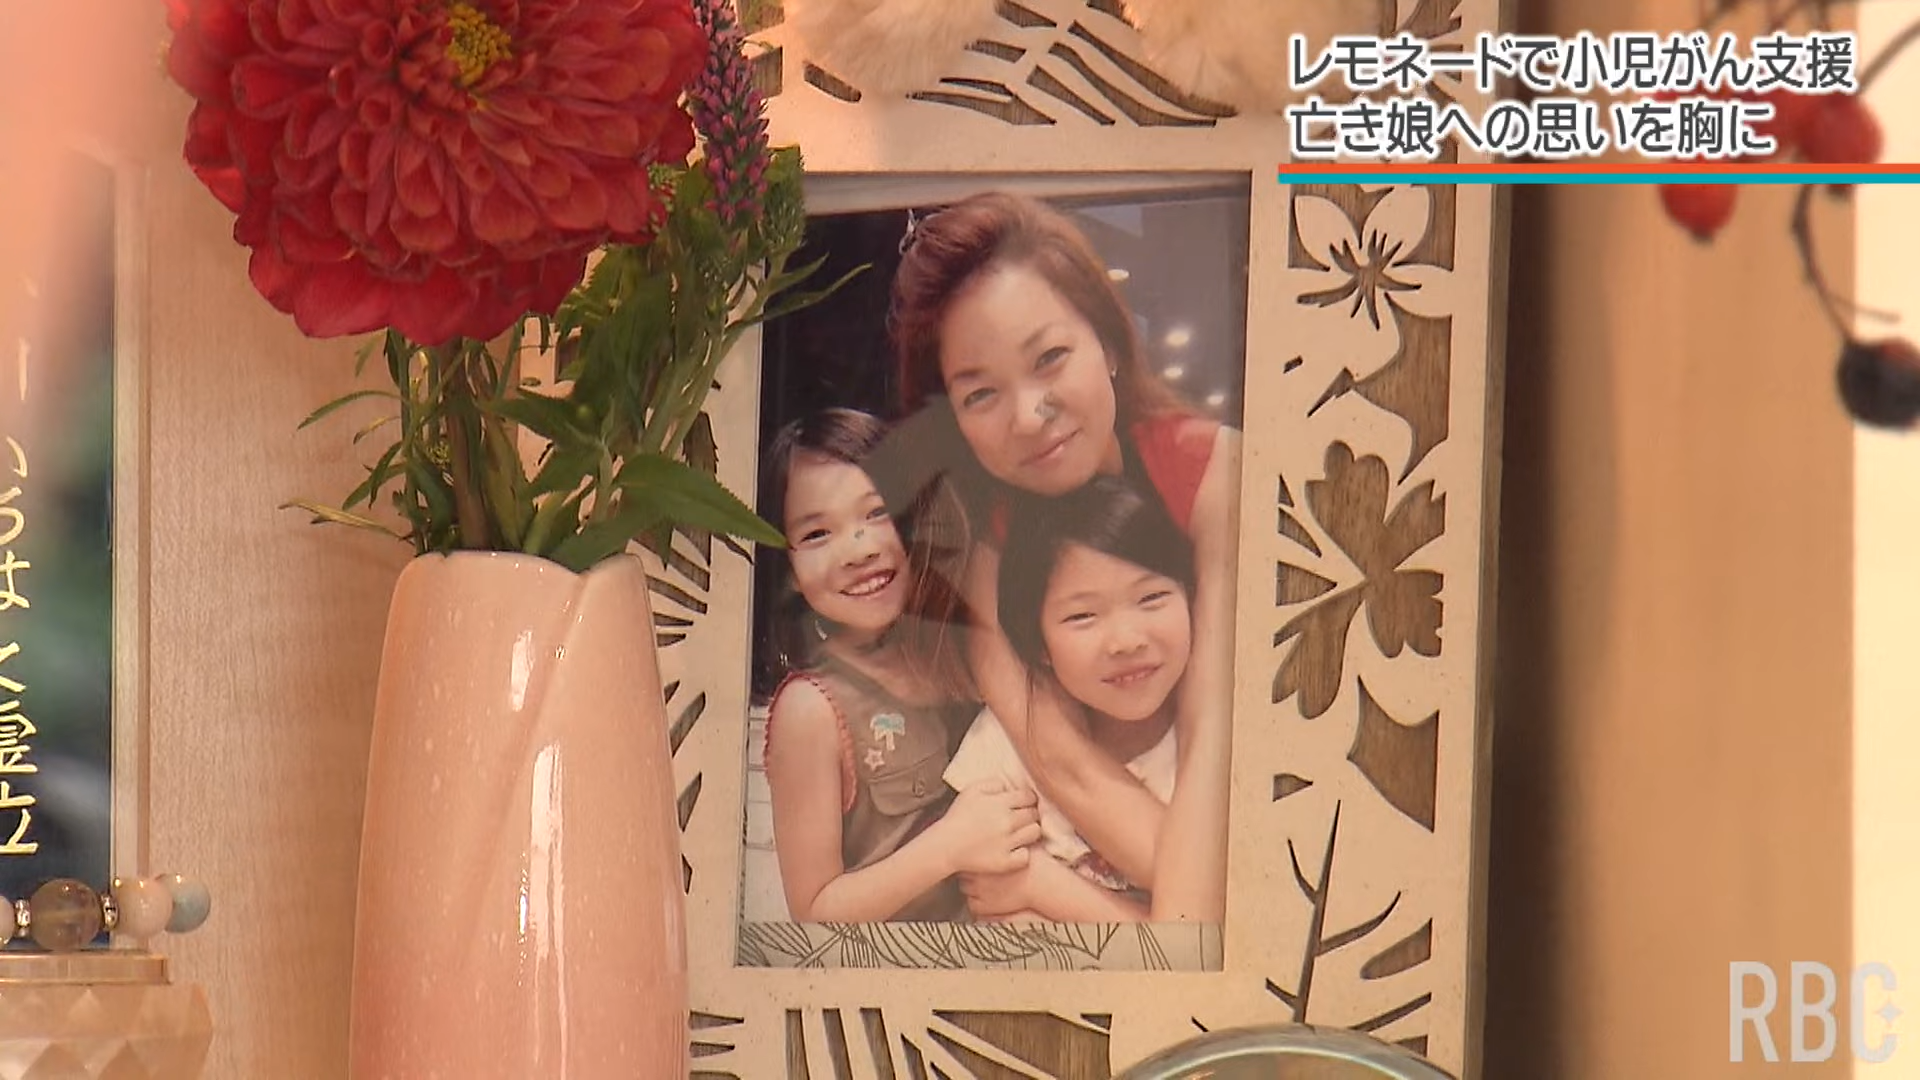 レモネードで小児がん支援
亡き娘への思いを胸に
RBC